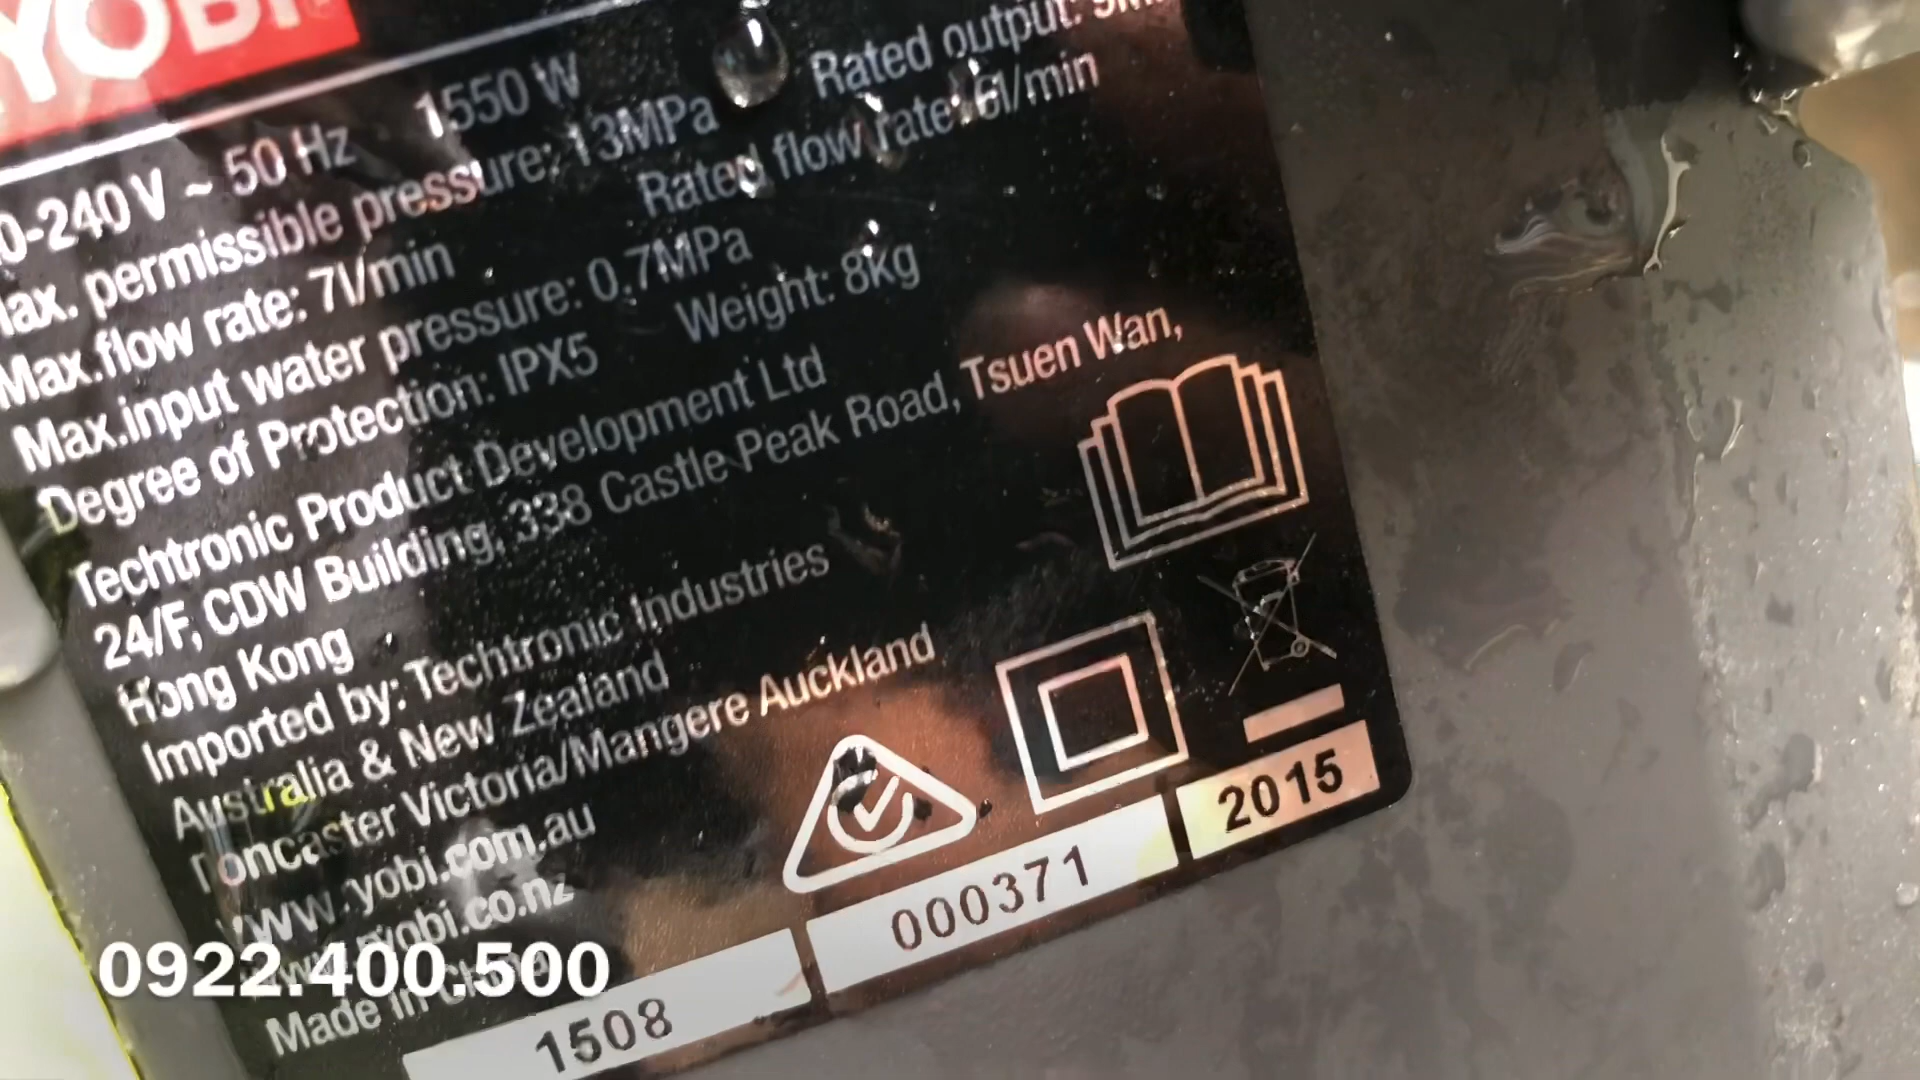 YOBI
0-240 V ~ 50 Hz 1550 W
Max. permissible pressure: 13MPa Rated output: 9M
Max.flow rate: 7l/min Rated flow rate: 6l/min
Max.input water pressure: 0.7MPa
Degree of Protection: IPX5 Weight: 8kg
Techtronic Product Development Ltd
24/F, CDW Building, 338 Castle Peak Road, Tsuen Wan,
Hong Kong
Imported by: Techtronic Industries
Australia & New Zealand
Doncaster Victoria/Mangere Auckland
www.ryobi.com.au
www.ryobi.co.nz
Made in China
0922.400.500
1508 000371 2015